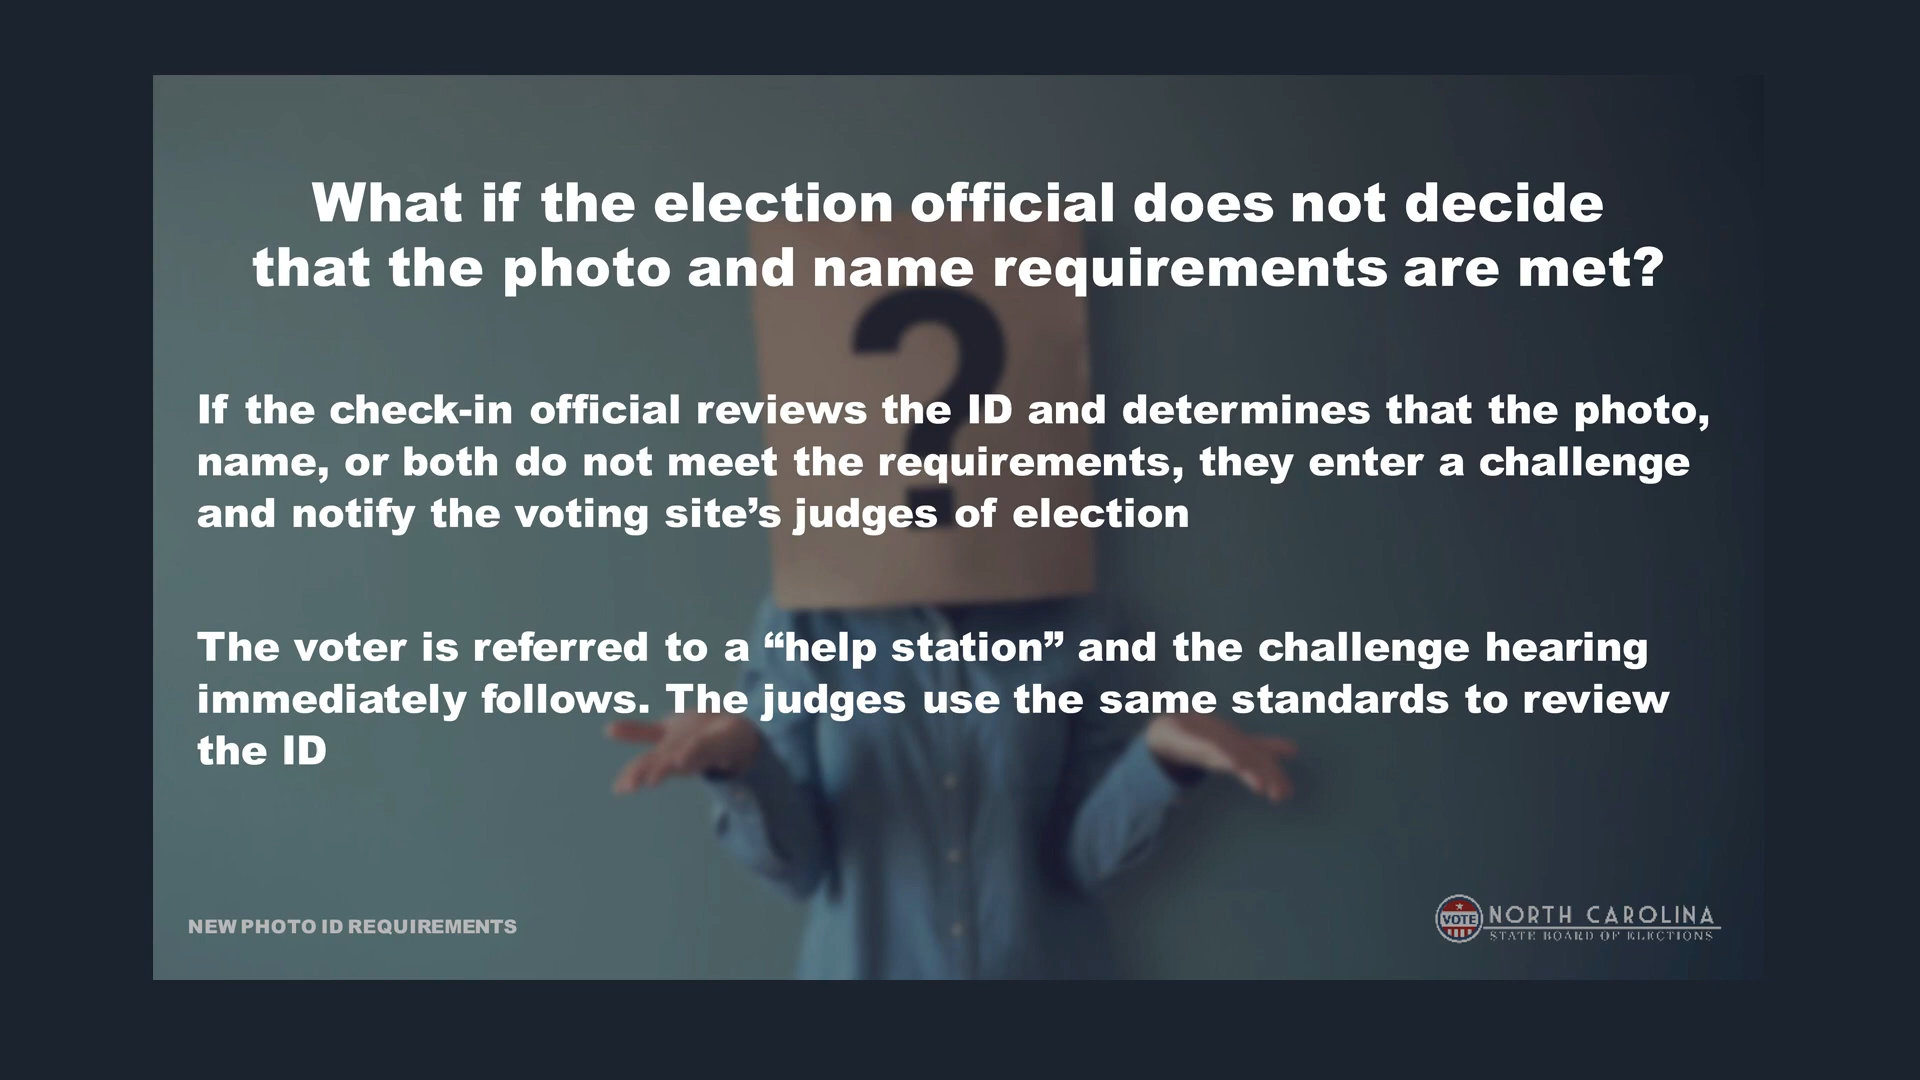 What if the election official does not decide
that the photo and name requirements are met?
If the check-in official reviews the ID and determines that the photo,
name, or both do not meet the requirements, they enter a challenge
and notify the voting site’s judges of election
The voter is referred to a “help station” and the challenge hearing
immediately follows. The judges use the same standards to review
the ID
NEW PHOTO ID REQUIREMENTS
VOTE
NORTH CAROLINA
STATE BOARD OF ELECTIONS
?